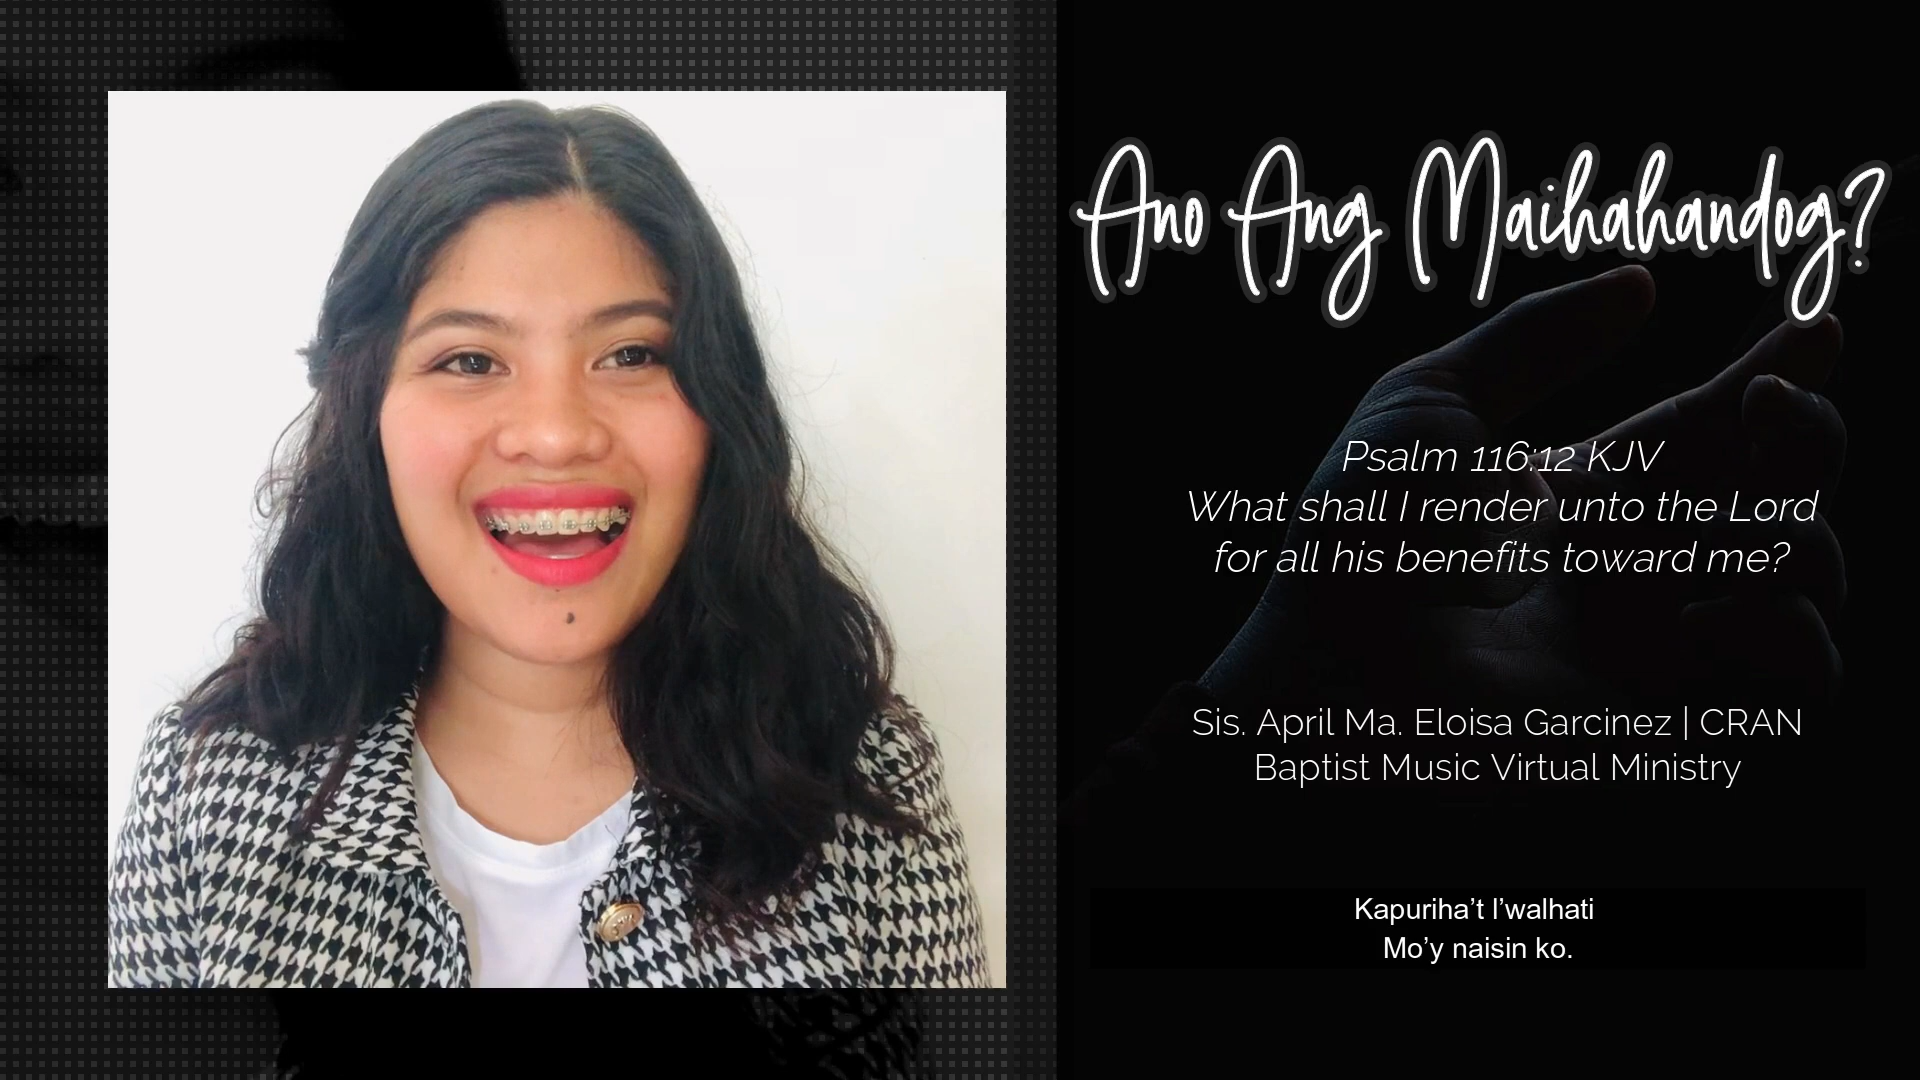 Ano Ang Maihahandog?
Psalm 116:12 KJV
What shall I render unto the Lord
for all his benefits toward me?
Sis. April Ma. Eloisa Garcinez | CRAN
Baptist Music Virtual Ministry
Kapuriha’t l’walhati
Mo’y naisin ko.